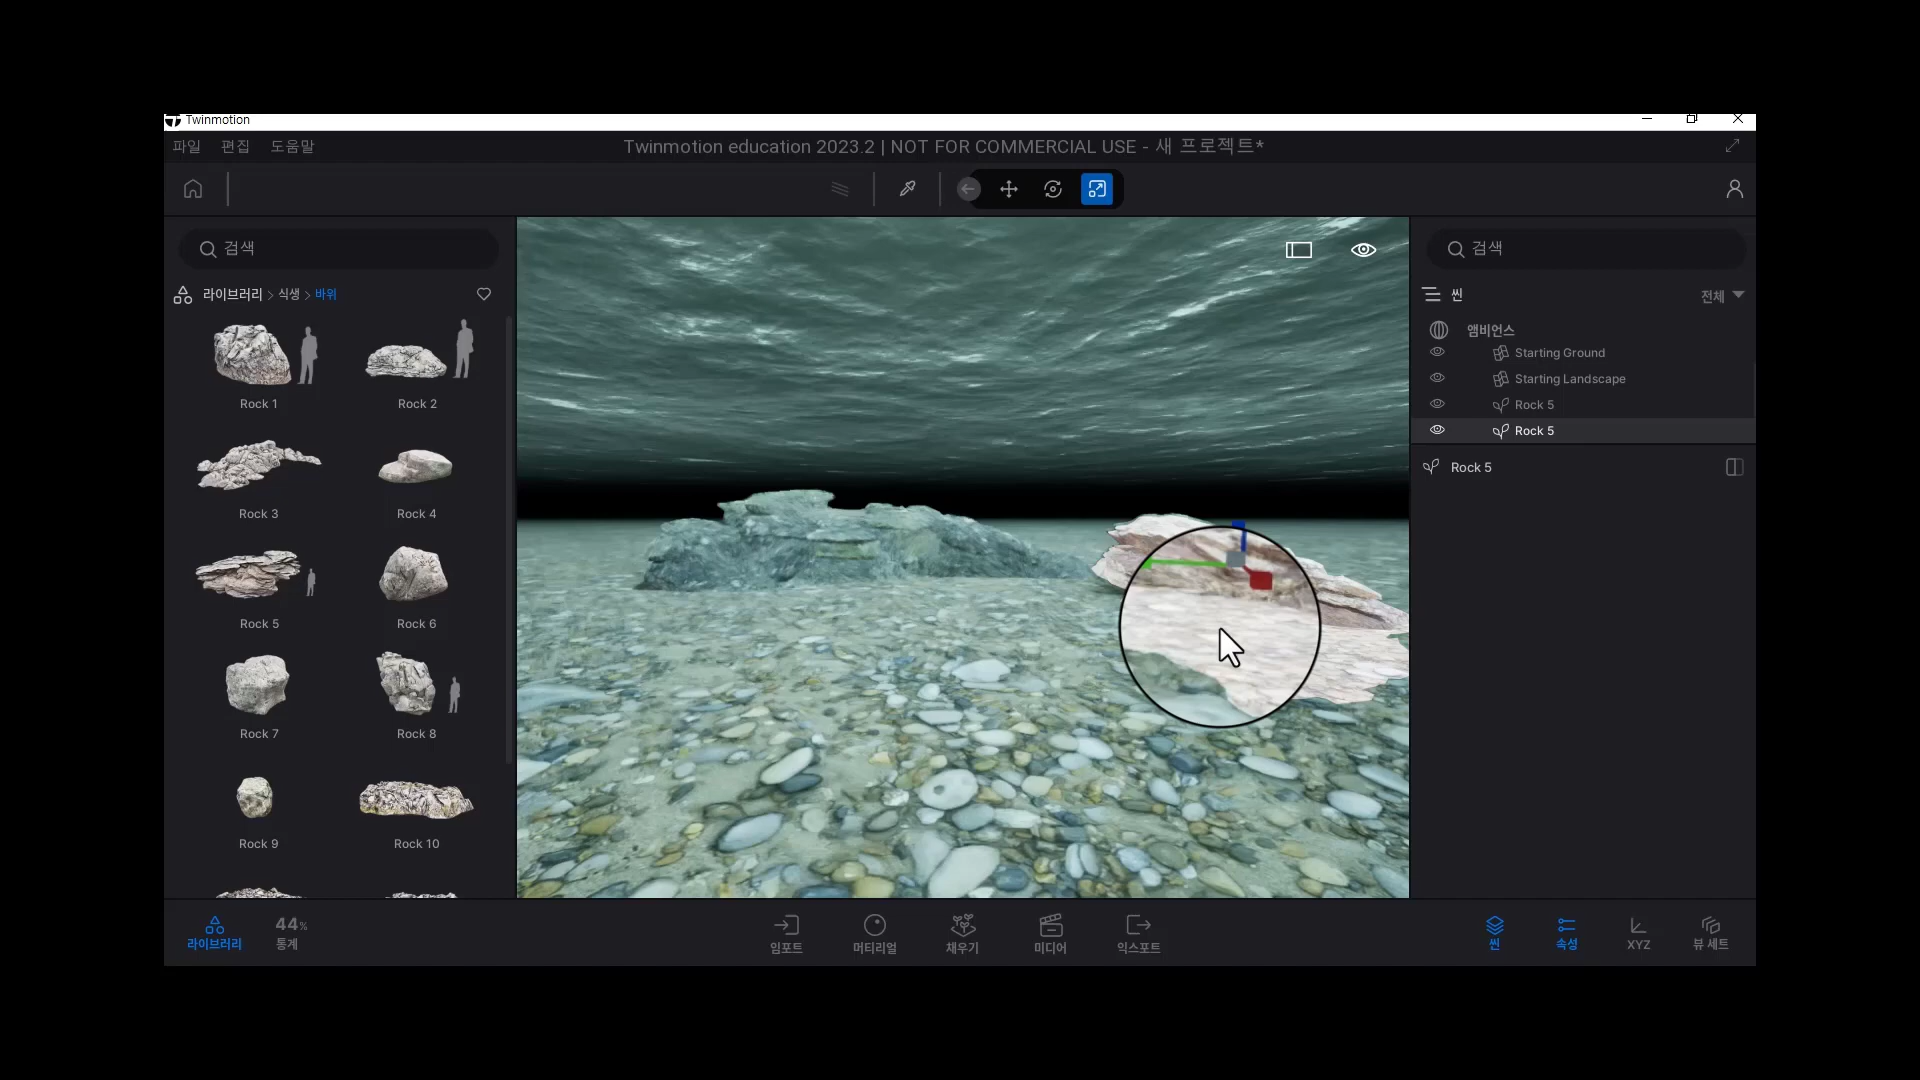 Twinmotion
파일 편집 도움말
Twinmotion education 2023.2 | NOT FOR COMMERCIAL USE - 새 프로젝트*
검색
라이브러리 > 식생 > 바위
Rock 1
Rock 2
Rock 3
Rock 4
Rock 5
Rock 6
Rock 7
Rock 8
Rock 9
Rock 10
검색
씬
전체
앰비언스
Starting Ground
Starting Landscape
Rock 5
Rock 5
Rock 5
라이브러리
44%
통계
임포트
머티리얼
채우기
미디어
익스포트
씬
속성
XYZ
뷰 세트